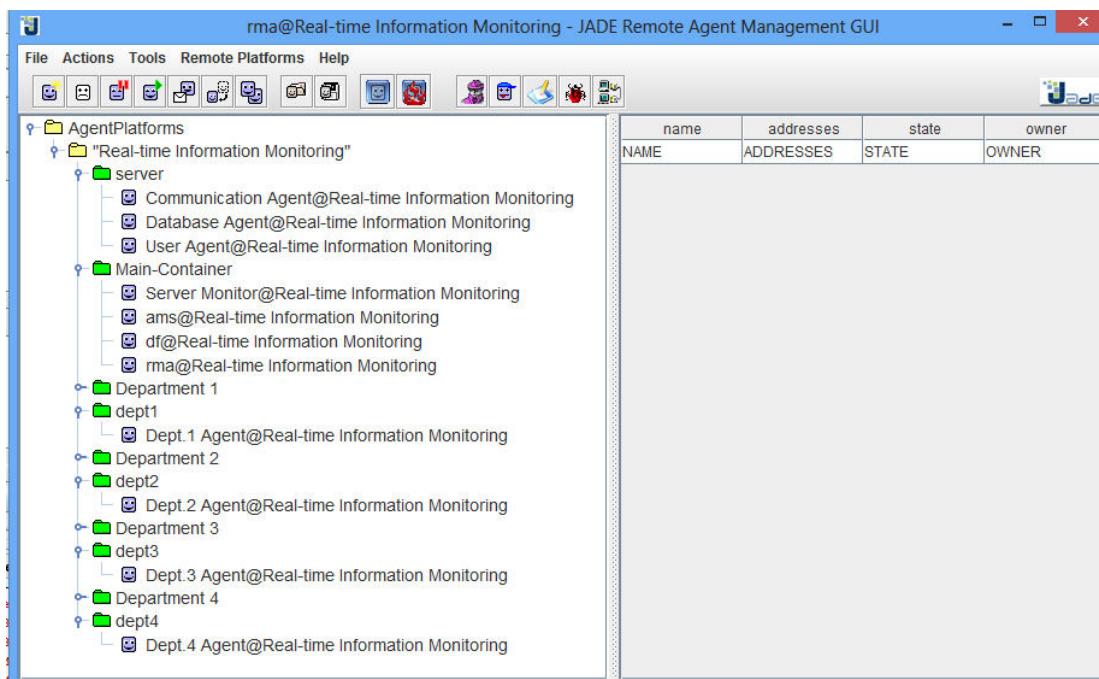 rma@Real-time Information Monitoring - JADE Remote Agent Management GUI
File Actions Tools Remote Platforms Help
Jade
AgentPlatforms
"Real-time Information Monitoring"
server
Communication Agent@Real-time Information Monitoring
Database Agent@Real-time Information Monitoring
User Agent@Real-time Information Monitoring
Main-Container
Server Monitor@Real-time Information Monitoring
ams@Real-time Information Monitoring
df@Real-time Information Monitoring
rma@Real-time Information Monitoring
Department 1
dept1
Dept.1 Agent@Real-time Information Monitoring
Department 2
dept2
Dept.2 Agent@Real-time Information Monitoring
Department 3
dept3
Dept.3 Agent@Real-time Information Monitoring
Department 4
dept4
Dept.4 Agent@Real-time Information Monitoring
name addresses state owner
NAME ADDRESSES STATE OWNER